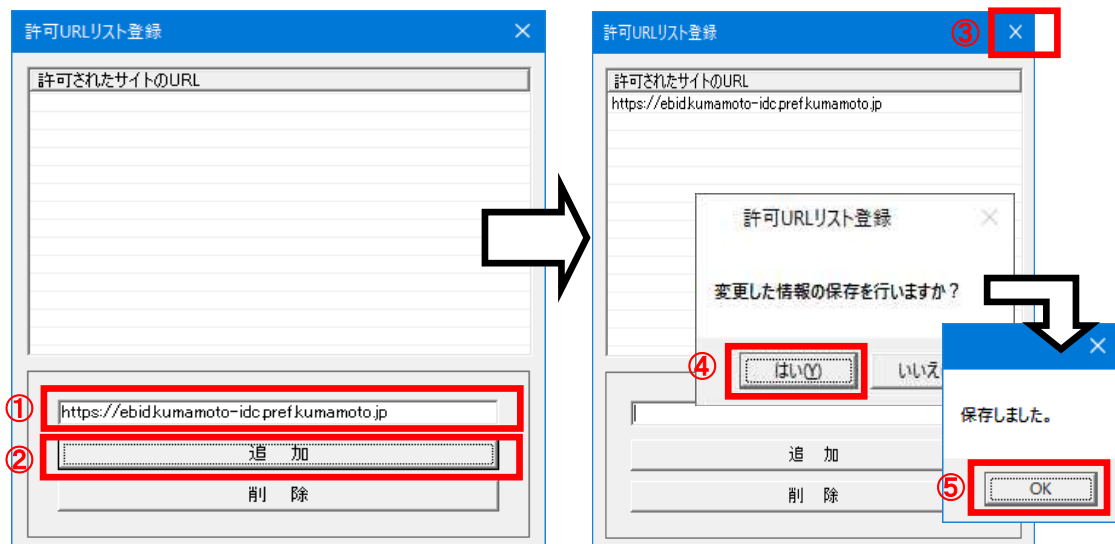 許可URLリスト登録
許可されたサイトのURL
①
https://ebid.kumamoto-idc.pref.kumamoto.jp
②
追 加
削 除
許可URLリスト登録
③
許可されたサイトのURL
https://ebid.kumamoto-idc.pref.kumamoto.jp
許可URLリスト登録
変更した情報の保存を行いますか？
④
はい(Y)
いいえ
追 加
削 除
保存しました。
⑤
OK